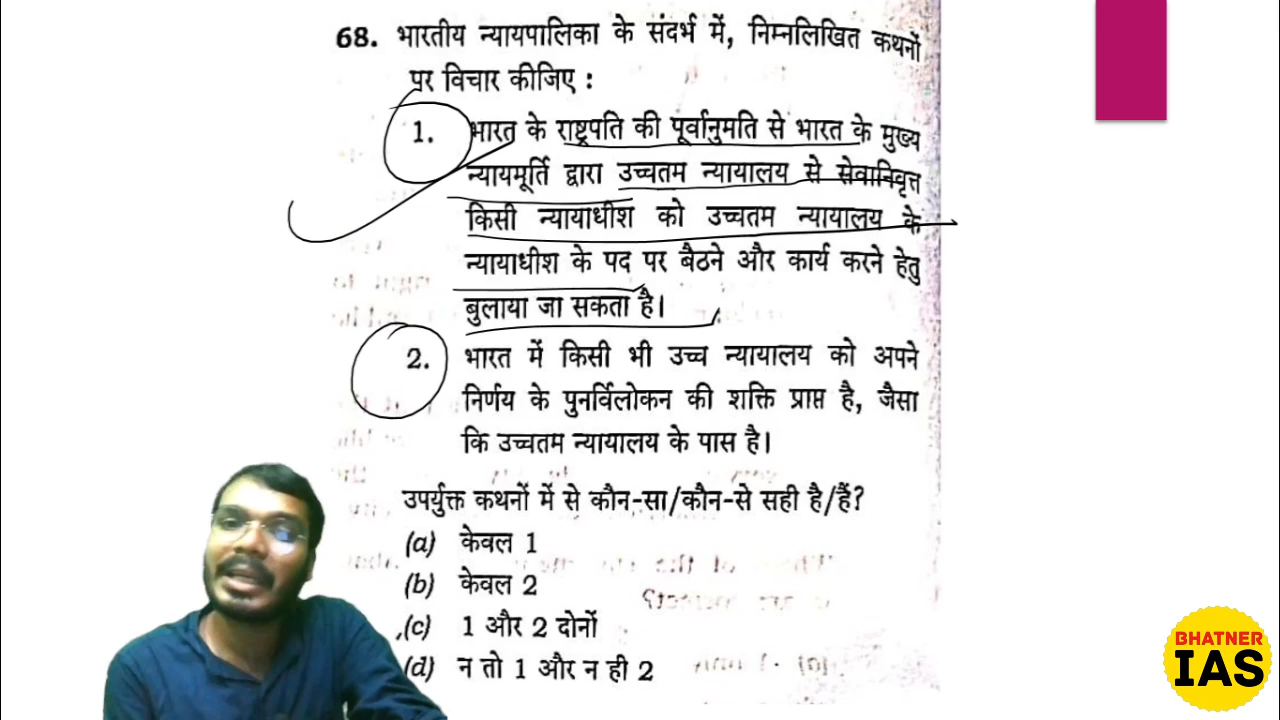 68. भारतीय न्यायपालिका के संदर्भ में, निम्नलिखित कथनों
पर विचार कीजिए :
1. भारत के राष्ट्रपति की पूर्वानुमति से भारत के मुख्य
न्यायमूर्ति द्वारा उच्चतम न्यायालय से सेवानिवृत्त
किसी न्यायाधीश को उच्चतम न्यायालय के
न्यायाधीश के पद पर बैठने और कार्य करने हेतु
बुलाया जा सकता है।
2. भारत में किसी भी उच्च न्यायालय को अपने
निर्णय के पुनर्विलोकन की शक्ति प्राप्त है, जैसा
कि उच्चतम न्यायालय के पास है।
उपर्युक्त कथनों में से कौन-सा/कौन-से सही है/हैं?
(a) केवल 1
(b) केवल 2
(c) 1 और 2 दोनों
(d) न तो 1 और न ही 2
BHATNER
IAS